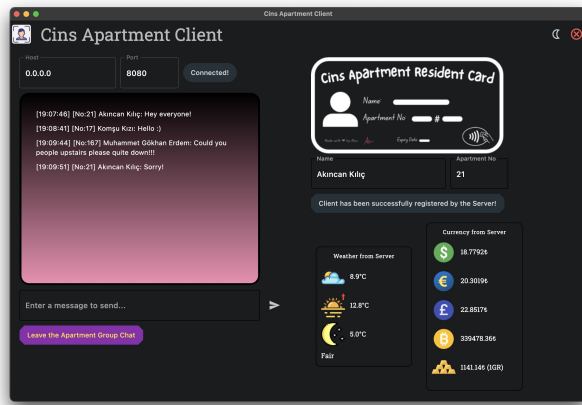 Cins Apartment Client
Cins Apartment Client
Host
0.0.0.0
Port
8080
Connected!
[19:07:46] [No:21] Akıncan Kılıç: Hey everyone!
[19:08:41] [No:17] Komşu Kızı: Hello :)
[19:09:44] [No:167] Muhammet Gökhan Erdem: Could you
people upstairs please quite down!!!
[19:09:51] [No:21] Akıncan Kılıç: Sorry!
Enter a message to send...
Leave the Apartment Group Chat
Cins Apartment Resident Card
Name
Apartment No
#
Expiry Date
Name
Akıncan Kılıç
Apartment No
21
Client has been successfully registered by the Server!
Weather from Server
8.9°C
12.8°C
5.0°C
Fair
Currency from Server
$
18.7792₺
€
20.3019₺
£
22.8517₺
B
339478.36₺
1141.14₺ (1GR)